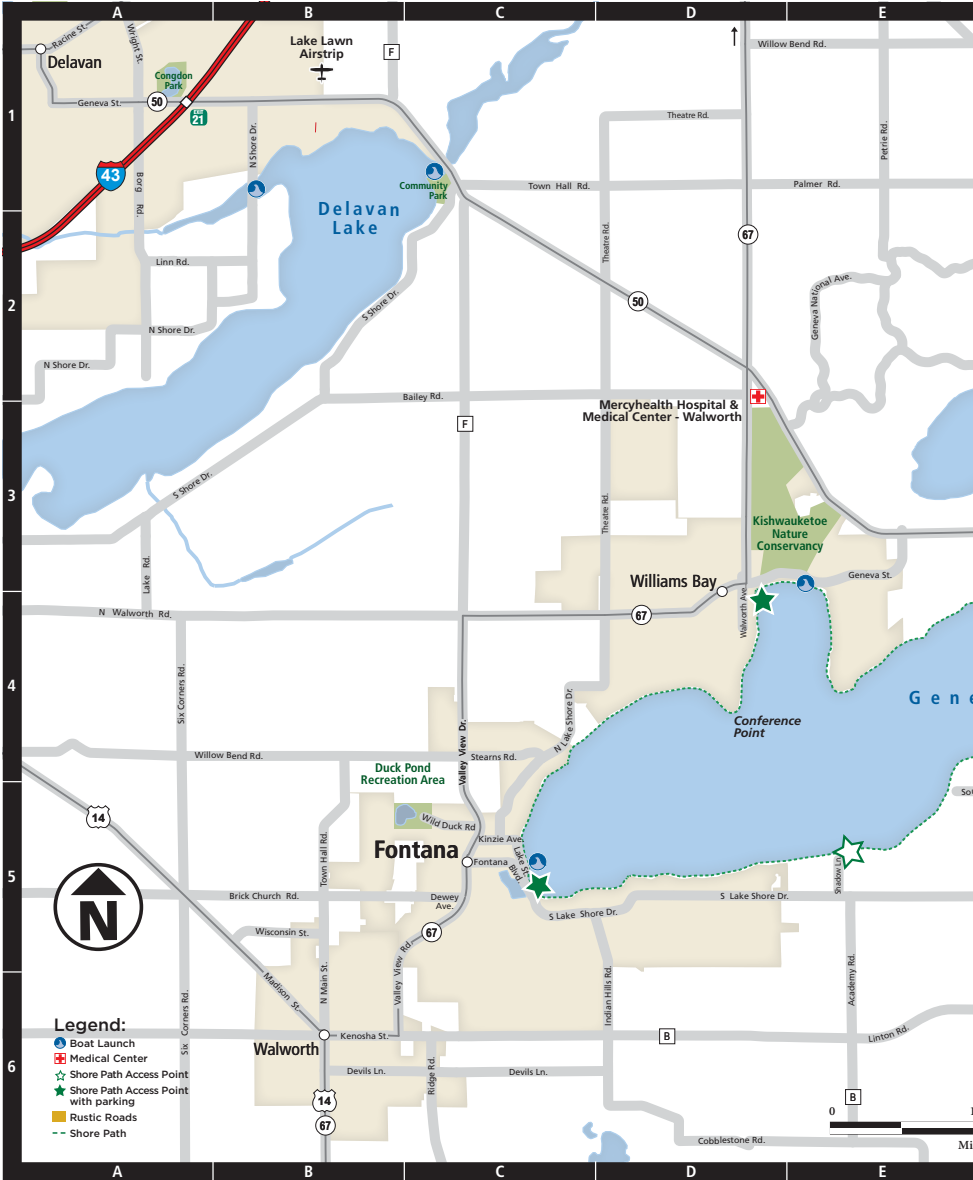 A B C D E
Racine St.
Wright St.
Delavan
Lake Lawn
Airstrip
F
Willow Bend Rd.
Congdon
Park
Geneva St.
50
EXIT
21
1
Theatre Rd.
N Shore Dr.
Petrie Rd.
43
Borg Rd.
Community
Park
Town Hall Rd.
Palmer Rd.
Delavan
Lake
67
Theatre Rd.
Linn Rd.
2
S Shore Dr.
50
Geneva National Ave.
N Shore Dr.
N Shore Dr.
Bailey Rd.
Mercyhealth Hospital &
Medical Center - Walworth
F
S Shore Dr.
3
Theatre Rd.
Kishwauketoe
Nature
Conservancy
Lake Rd.
Williams Bay
Geneva St.
N Walworth Rd.
67
Walworth Ave.
Six Corners Rd.
4
N Lake Shore Dr.
Gene
Conference
Point
Valley View Dr.
Willow Bend Rd.
Stearns Rd.
Duck Pond
Recreation Area
Sou
14
Wild Duck Rd
Kinzie Ave.
Town Hall Rd.
Fontana
Fontana
Lake St.
Blvd.
Shadow Ln.
5
N
Brick Church Rd.
Dewey
Ave.
S Lake Shore Dr.
S Lake Shore Dr.
Wisconsin St.
67
Valley View Rd.
Madison St.
N Main St.
Indian Hills Rd.
Academy Rd.
Six Corners Rd.
Legend:
Boat Launch
Medical Center
Shore Path Access Point
Shore Path Access Point
with parking
Rustic Roads
Shore Path
Kenosha St.
Walworth
B
Linton Rd.
6
Devils Ln.
Devils Ln.
Ridge Rd.
14
67
B
0 1
Mi
Cobblestone Rd.
A B C D E